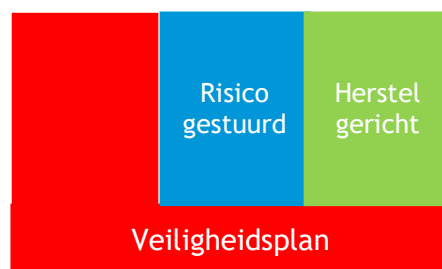 Risico
gestuurd
Herstel
gericht
Veiligheidsplan